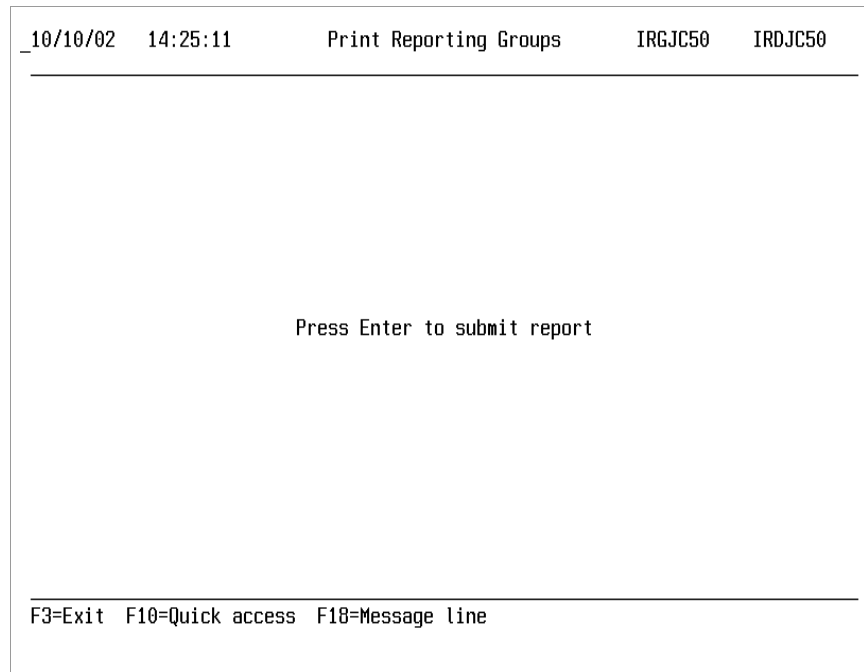 _10/10/02 14:25:11 Print Reporting Groups IRGJC50 IRDJC50
Press Enter to submit report
F3=Exit F10=Quick access F18=Message line